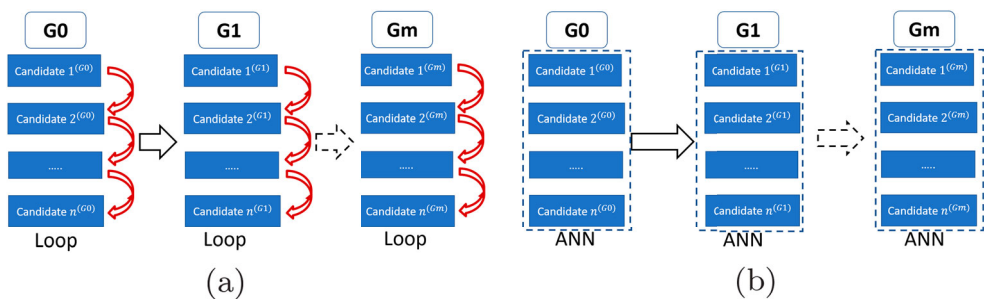 G0 G1 Gm G0 G1 Gm
Candidate 1^(G0) Candidate 1^(G1) Candidate 1^(Gm) Candidate 1^(G0) Candidate 1^(G1) Candidate 1^(Gm)
Candidate 2^(G0) Candidate 2^(G1) Candidate 2^(Gm) Candidate 2^(G0) Candidate 2^(G1) Candidate 2^(Gm)
..... ..... ..... ..... ..... .....
Candidate n^(G0) Candidate n^(G1) Candidate n^(Gm) Candidate n^(G0) Candidate n^(G1) Candidate n^(Gm)
Loop Loop Loop ANN ANN ANN
(a) (b)